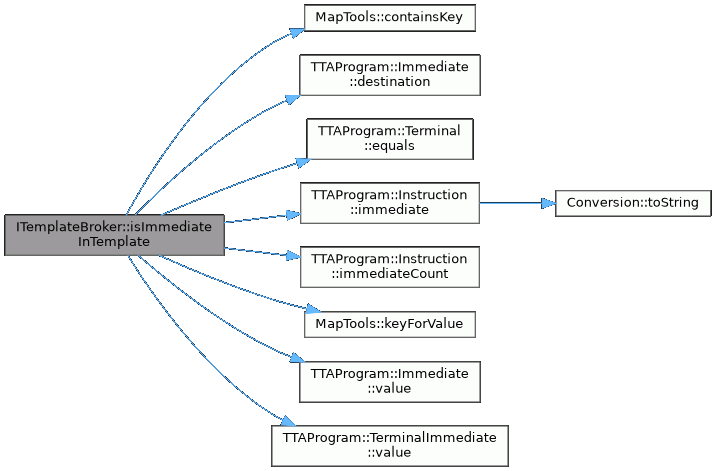 MapTools::containsKey
TTAProgram::Immediate
::destination
TTAProgram::Terminal
::equals
TTAProgram::Instruction
::immediate
Conversion::toString
ITemplateBroker::isImmediate
InTemplate
TTAProgram::Instruction
::immediateCount
MapTools::keyForValue
TTAProgram::Immediate
::value
TTAProgram::TerminalImmediate
::value